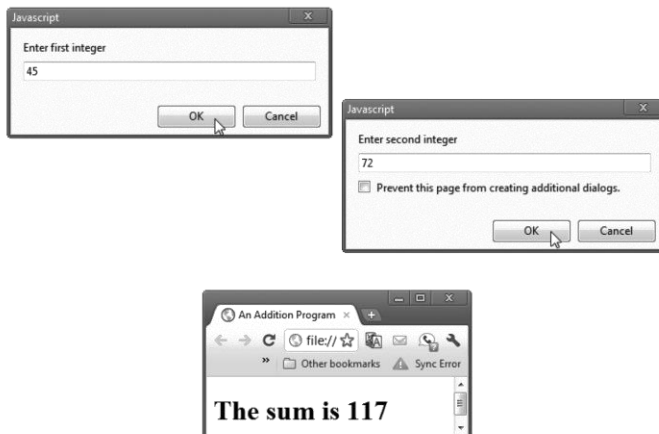 Javascript
x
Enter first integer
45
OK
Cancel
Javascript
x
Enter second integer
72
Prevent this page from creating additional dialogs.
OK
Cancel
An Addition Program ×
file://
» Other bookmarks Sync Error
The sum is 117